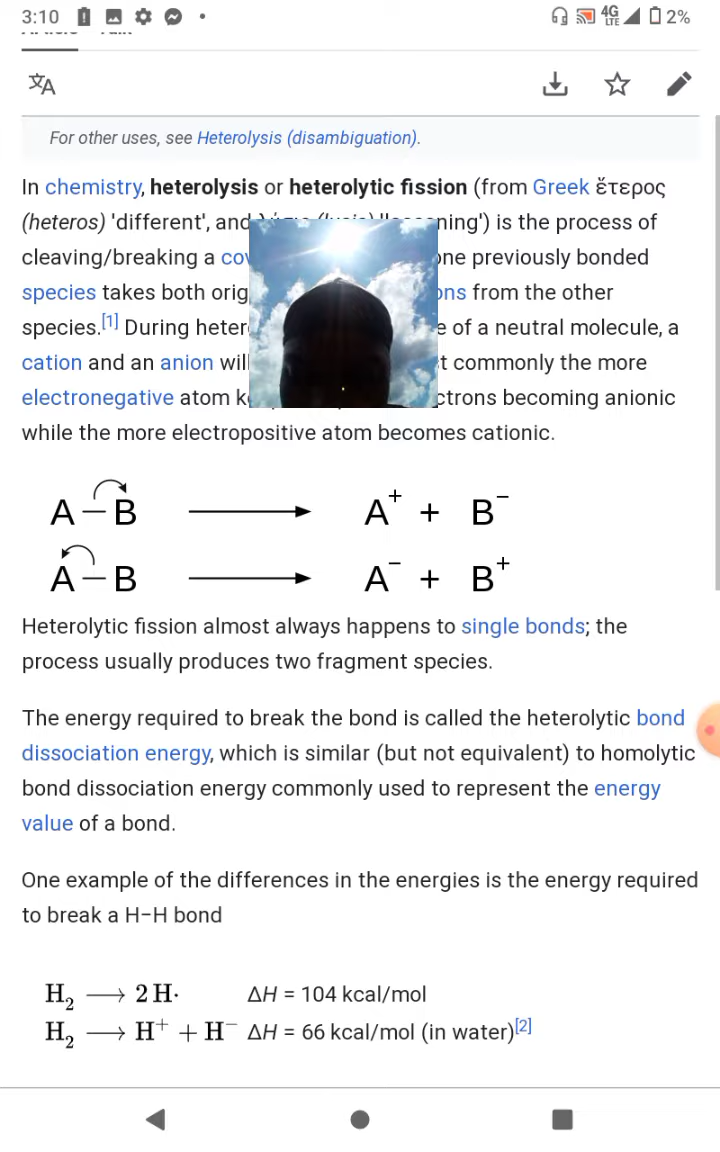 3:10 4G LTE 2%
文A
For other uses, see Heterolysis (disambiguation).
In chemistry, heterolysis or heterolytic fission (from Greek ἕτερος
(heteros) 'different', and ning') is the process of
cleaving/breaking a one previously bonded
species takes both from the other
species.[1] During e of a neutral molecule, a
cation and an anion commonly the more
electronegative atom becoming anionic
while the more electropositive atom becomes cationic.
A–B ⟶ A⁺ + B⁻
A–B ⟶ A⁻ + B⁺
Heterolytic fission almost always happens to single bonds; the
process usually produces two fragment species.
The energy required to break the bond is called the heterolytic bond
dissociation energy, which is similar (but not equivalent) to homolytic
bond dissociation energy commonly used to represent the energy
value of a bond.
One example of the differences in the energies is the energy required
to break a H−H bond
H₂ ⟶ 2 H· ΔH = 104 kcal/mol
H₂ ⟶ H⁺ + H⁻ ΔH = 66 kcal/mol (in water)[2]